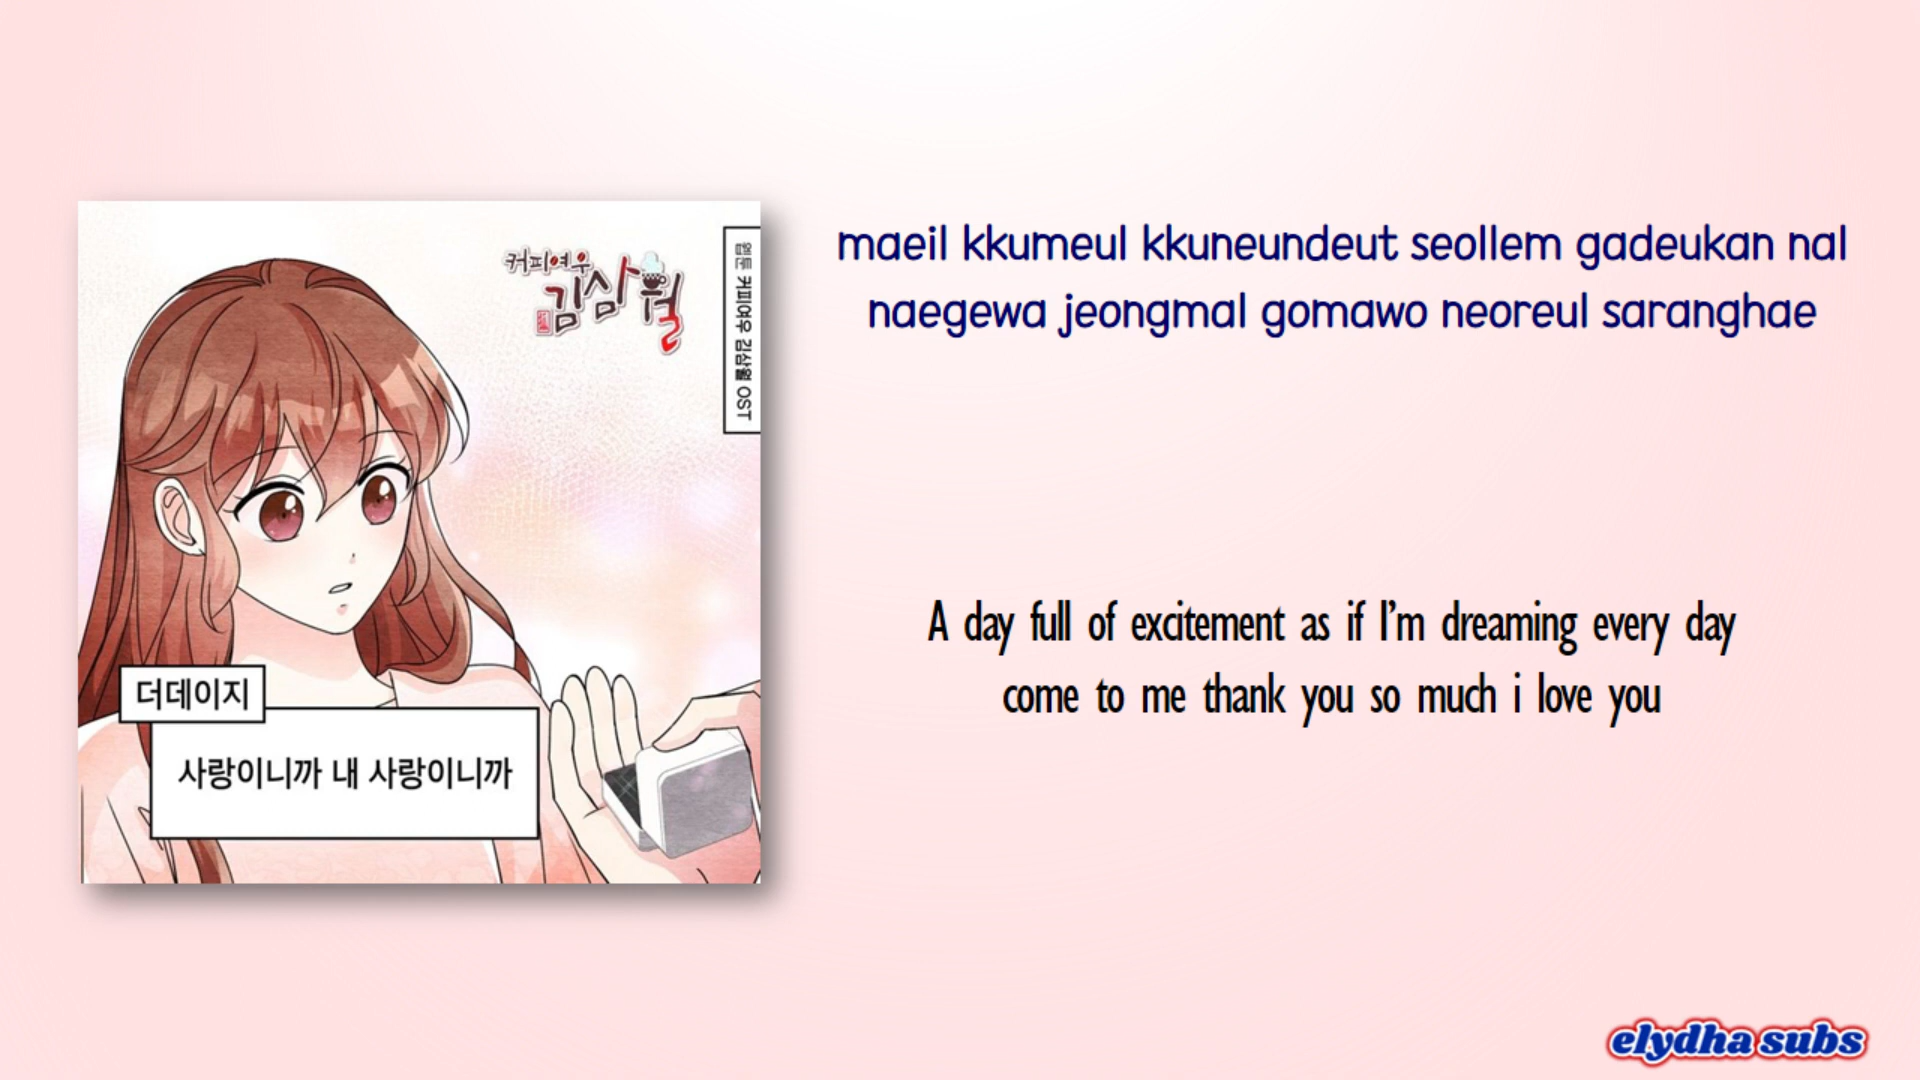 커피여우
김삼월
웹툰 커피여우 김삼월 OST
더데이지
사랑이니까 내 사랑이니까
maeil kkumeul kkuneundeut seollem gadeukan nal
naegewa jeongmal gomawo neoreul saranghae
A day full of excitement as if I'm dreaming every day
come to me thank you so much i love you
elydha subs